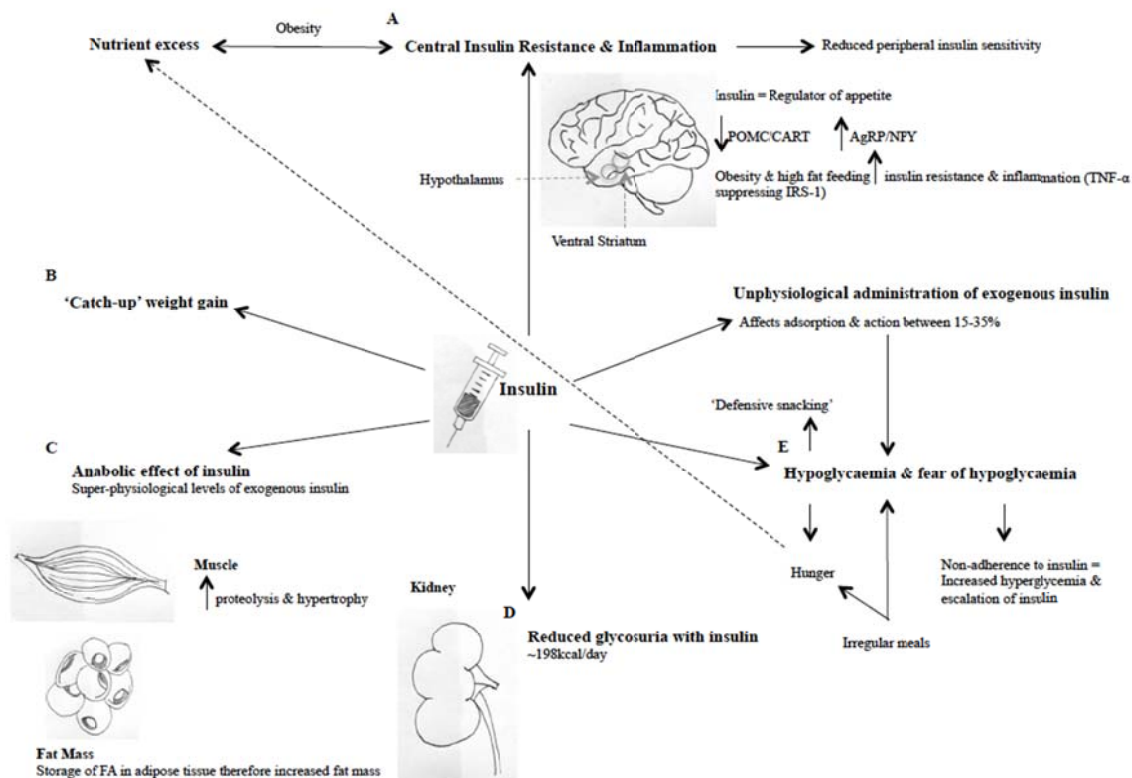 A
Obesity
Nutrient excess
Central Insulin Resistance & Inflammation
Reduced peripheral insulin sensitivity
Insulin = Regulator of appetite
POMC/CART
AgRP/NPY
Hypothalamus
Obesity & high fat feeding
insulin resistance & inflammation (TNF-α
suppressing IRS-1)
Ventral Striatum
B
'Catch-up' weight gain
Unphysiological administration of exogenous insulin
Affects adsorption & action between 15-35%
Insulin
'Defensive snacking'
C
Anabolic effect of insulin
Super-physiological levels of exogenous insulin
E
Hypoglycaemia & fear of hypoglycaemia
Muscle
proteolysis & hypertrophy
Hunger
Non-adherence to insulin =
Increased hyperglycemia &
escalation of insulin
Kidney
D
Reduced glycosuria with insulin
~198kcal/day
Irregular meals
Fat Mass
Storage of FA in adipose tissue therefore increased fat mass